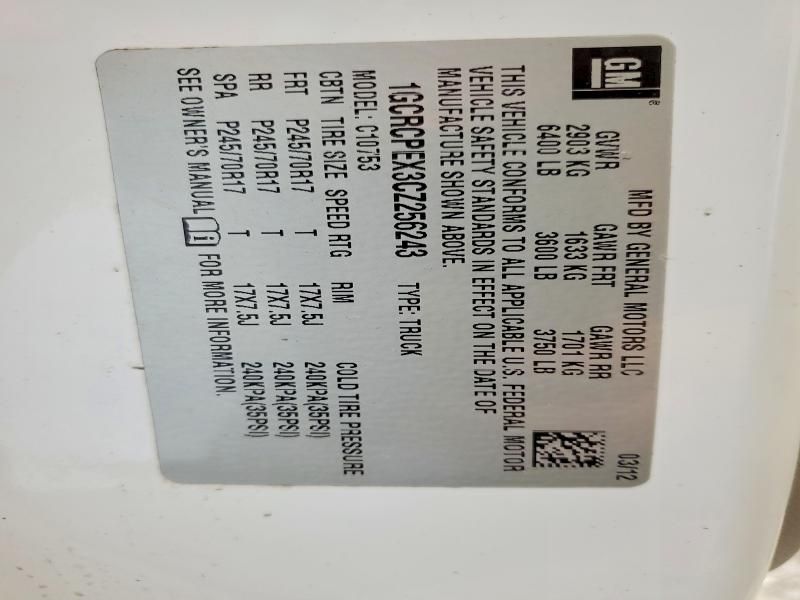 GM
MFD BY GENERAL MOTORS LLC 03/12
GVWR GAWR FRT GAWR RR
2903 KG 1633 KG 1701 KG
6400 LB 3600 LB 3750 LB
THIS VEHICLE CONFORMS TO ALL APPLICABLE U.S. FEDERAL MOTOR
VEHICLE SAFETY STANDARDS IN EFFECT ON THE DATE OF
MANUFACTURE SHOWN ABOVE.
1GCRCPEX3CZ256243 TYPE: TRUCK
MODEL: C10753
CBTN TIRE SIZE SPEED RTG RIM COLD TIRE PRESSURE
FRT P245/70R17 T 17X7.5J 240KPA(35PSI)
RR P245/70R17 T 17X7.5J 240KPA(35PSI)
SPA P245/70R17 T 17X7.5J 240KPA(35PSI)
SEE OWNER'S MANUAL FOR MORE INFORMATION.